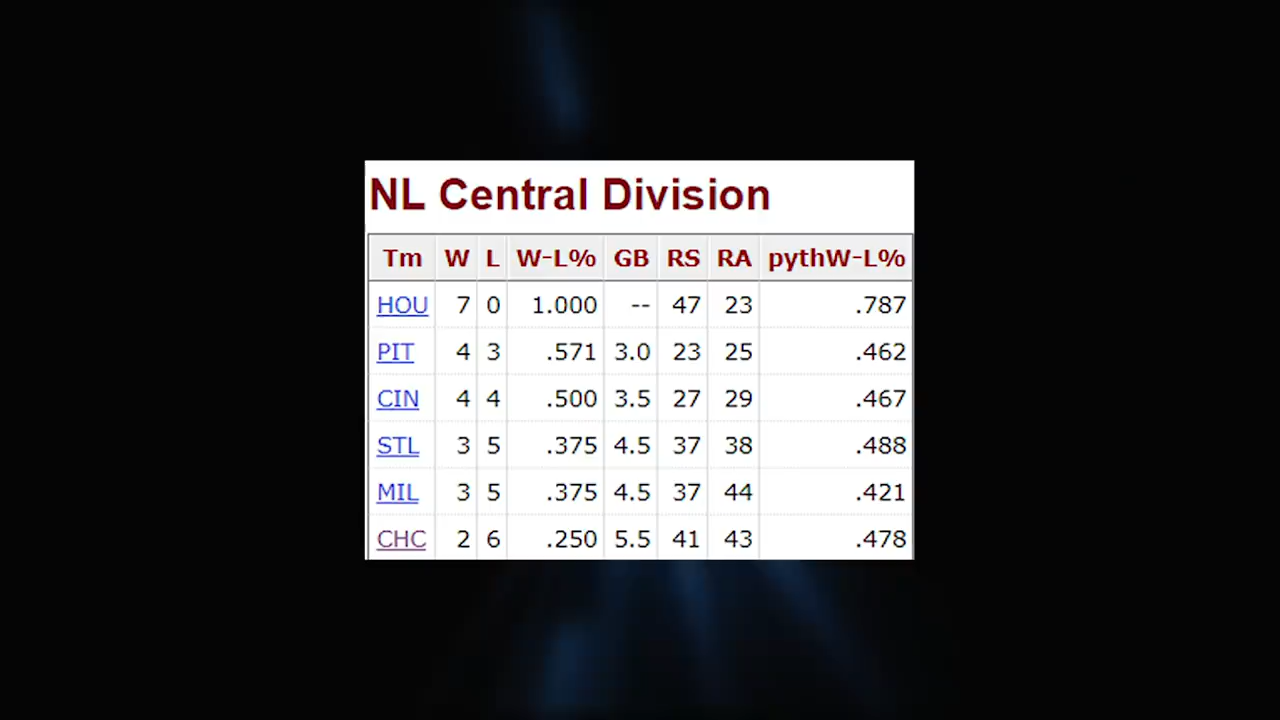 NL Central Division
Tm W L W-L% GB RS RA pythW-L%
HOU 7 0 1.000 -- 47 23 .787
PIT 4 3 .571 3.0 23 25 .462
CIN 4 4 .500 3.5 27 29 .467
STL 3 5 .375 4.5 37 38 .488
MIL 3 5 .375 4.5 37 44 .421
CHC 2 6 .250 5.5 41 43 .478